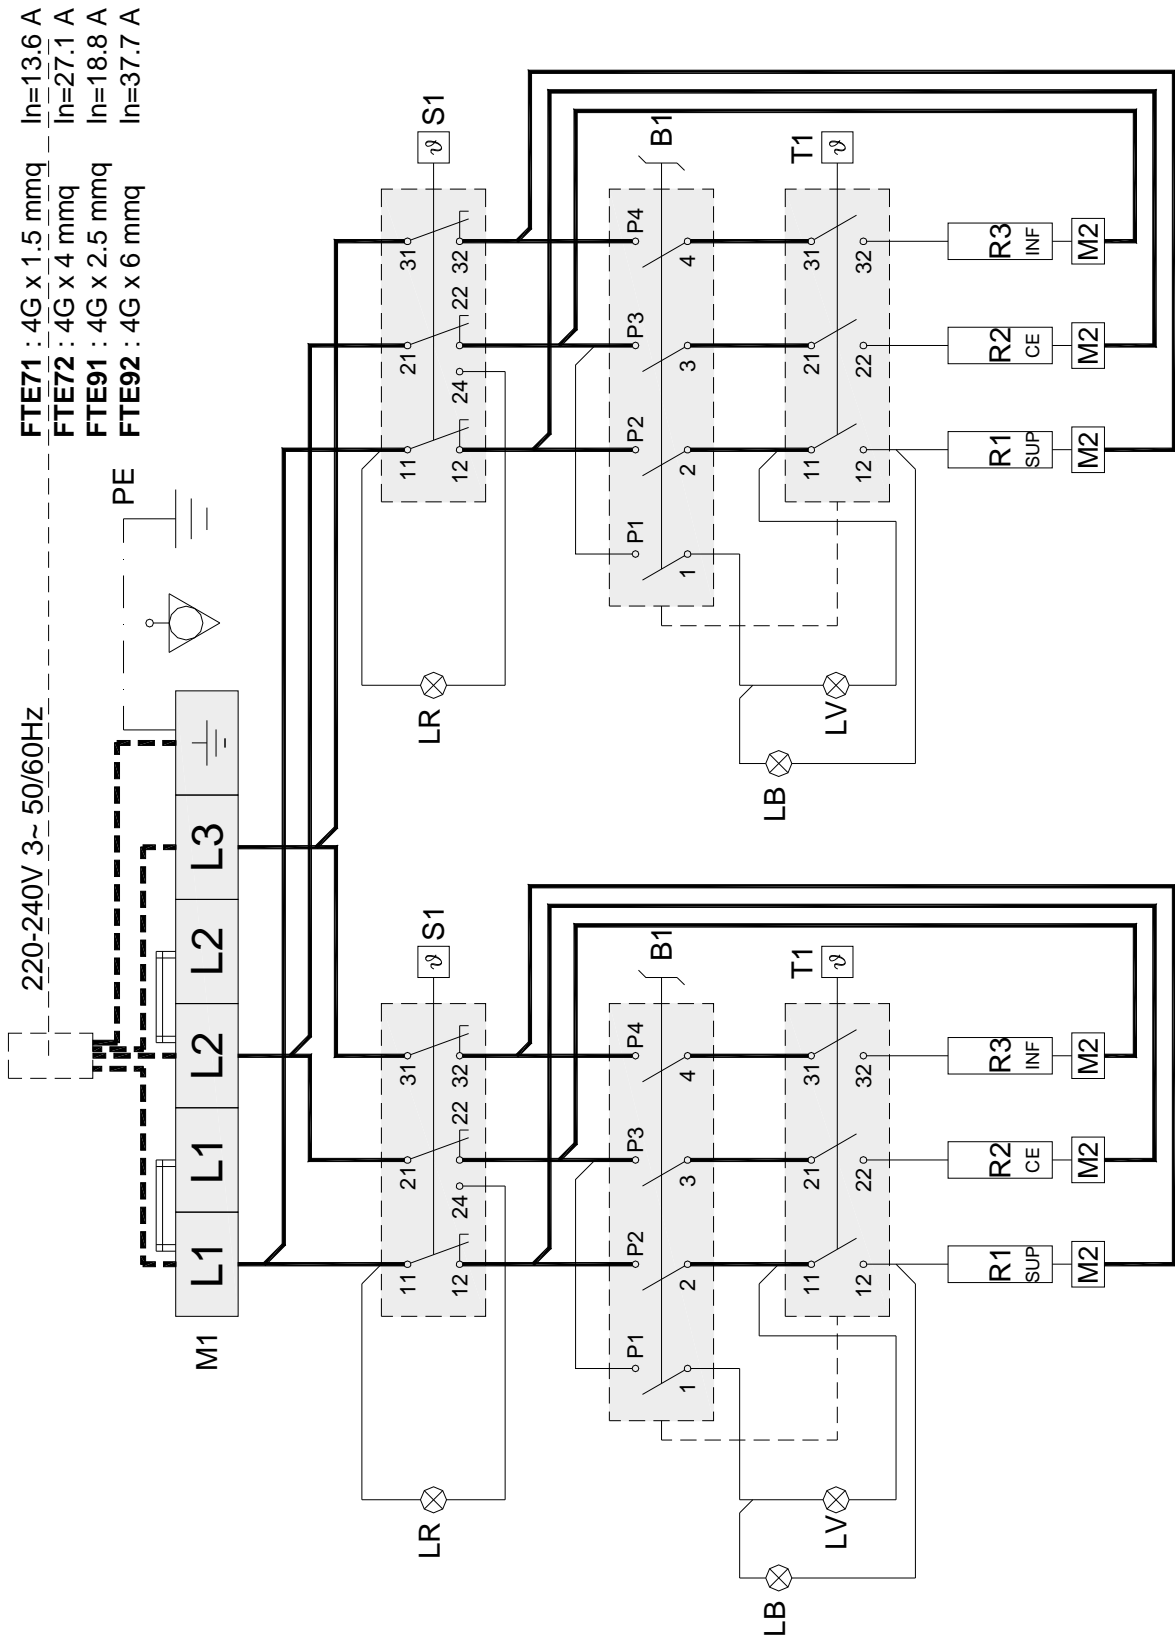 FTE71 : 4G x 1.5 mmq In=13.6 A
FTE72 : 4G x 4 mmq In=27.1 A
FTE91 : 4G x 2.5 mmq In=18.8 A
FTE92 : 4G x 6 mmq In=37.7 A
220-240V 3~ 50/60Hz
PE
M1
L1 L1 L2 L2 L3
S1
11 21 31
12 24 22 32
LR
B1
P1 P2 P3 P4
1 2 3 4
T1
11 21 31
12 22 32
LV
LB
R1 SUP
R2 CE
R3 INF
M2 M2 M2
S1
11 21 31
12 24 22 32
LR
B1
P1 P2 P3 P4
1 2 3 4
T1
11 21 31
12 22 32
LV
LB
R1 SUP
R2 CE
R3 INF
M2 M2 M2